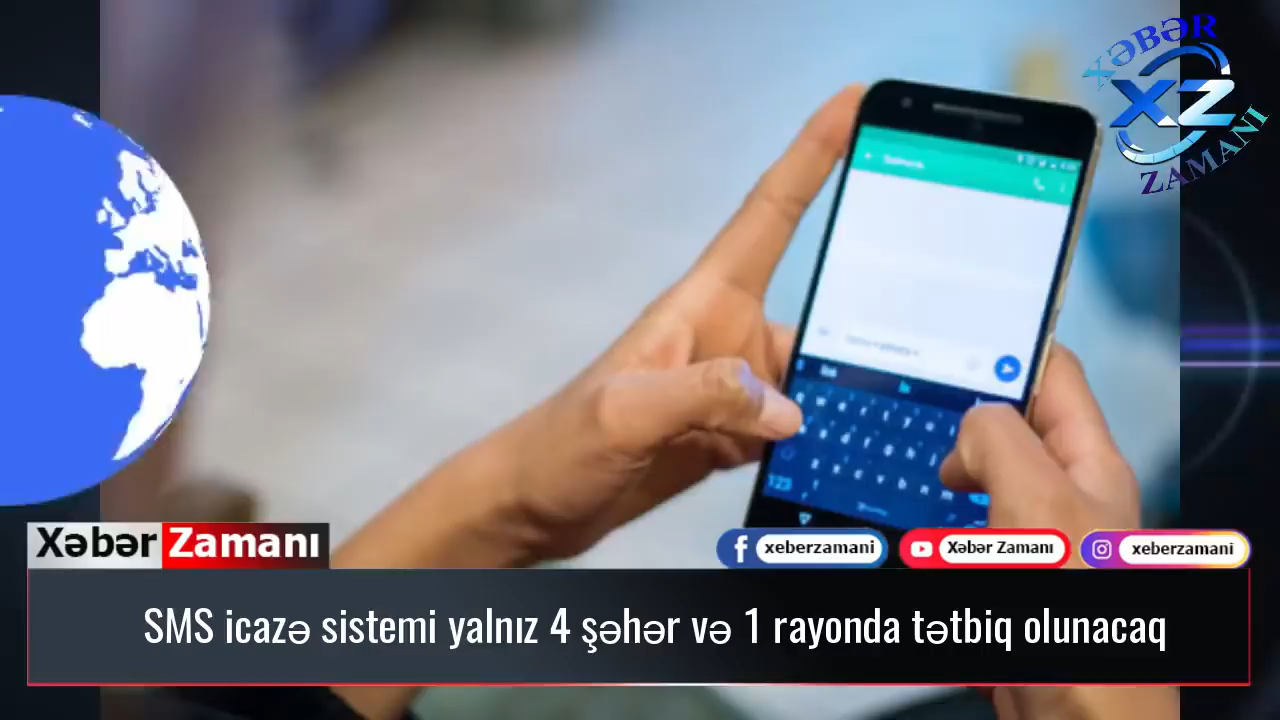 XƏBƏR
XZ
ZAMANI
Xəbər Zamanı
xeberzamani
Xəbər Zamanı
xeberzamani
SMS icazə sistemi yalnız 4 şəhər və 1 rayonda tətbiq olunacaq